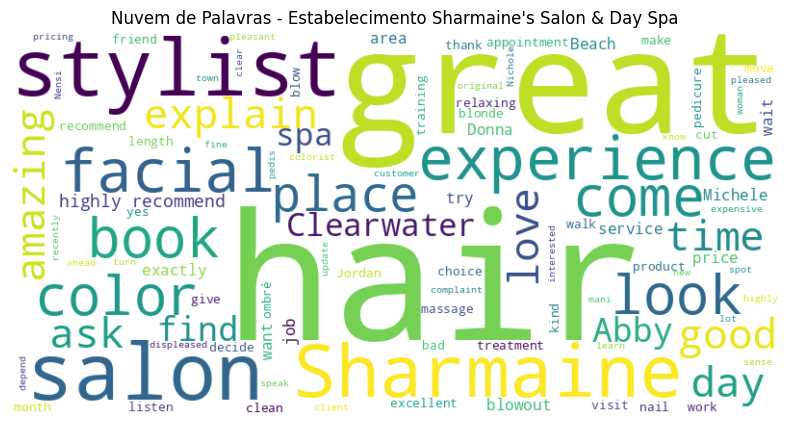 Nuvem de Palavras - Estabelecimento Sharmaine's Salon & Day Spa
pricing
friend
area
thank
appointment
Beach
make
pleasant
stylist
great
Nensi
town
clear
blow
training
Nichole
original
pedicure
move
pleased
woman
wait
amazing
explain
relaxing
blonde
Donna
recommend
length
fine
spa
cut
know
colorist
facial
pedis
customer
experience
highly recommend
place
try
love
come
Michele
expensive
yes
book
Clearwater
hair
walk
service
time
recently
ahead
turn
exactly
update
Jordan
choice
interested
product
price
new
spot
color
give
want
ombré
massage
complaint
kind
look
mani
highly
lot
ask
find
job
bad
treatment
Abby
good
displeased
decide
learn
sense
depend
salon
speak
Sharmaine
day
month
listen
clean
client
excellent
blowout
visit
nail
work